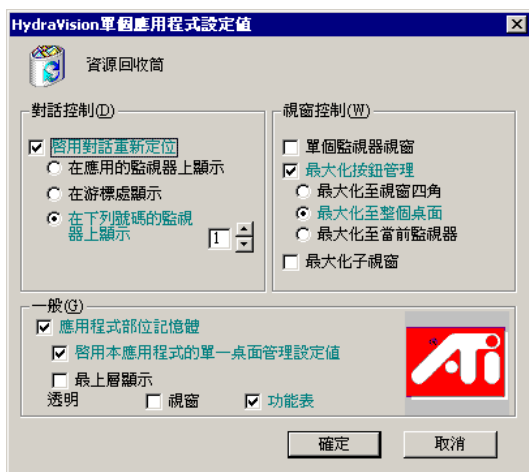 HydraVision單個應用程式設定值
資源回收筒
對話控制(D)
啓用對話重新定位
在應用的監視器上顯示
在游標處顯示
在下列號碼的監視
器上顯示
1
視窗控制(W)
單個監視器視窗
最大化按鈕管理
最大化至視窗四角
最大化至整個桌面
最大化至當前監視器
最大化子視窗
一般(G)
應用程式部位記憶體
啓用本應用程式的單一桌面管理設定值
最上層顯示
透明
視窗
功能表
ATi
確定
取消